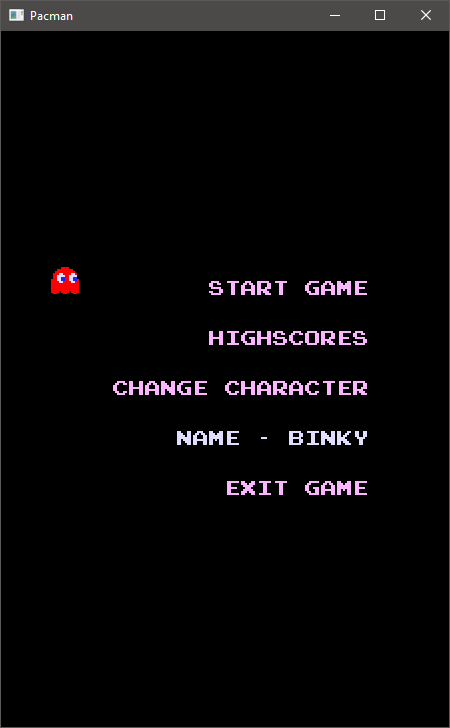 Pacman
START GAME
HIGHSCORES
CHANGE CHARACTER
NAME - BINKY
EXIT GAME